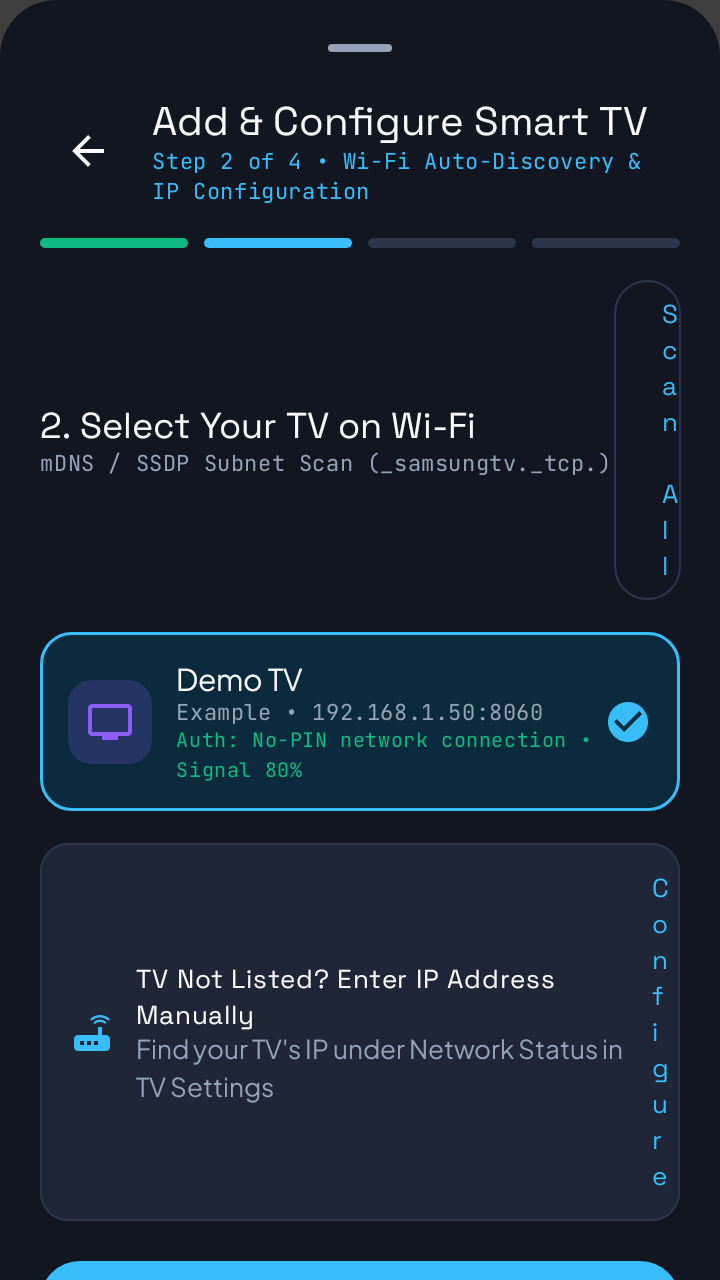 Add & Configure Smart TV
Step 2 of 4 • Wi-Fi Auto-Discovery &
IP Configuration
2. Select Your TV on Wi-Fi
mDNS / SSDP Subnet Scan (_samsungtv._tcp.)
Scan All
Demo TV
Example • 192.168.1.50:8060
Auth: No-PIN network connection •
Signal 80%
TV Not Listed? Enter IP Address
Manually
Find your TV's IP under Network Status in
TV Settings
Configure